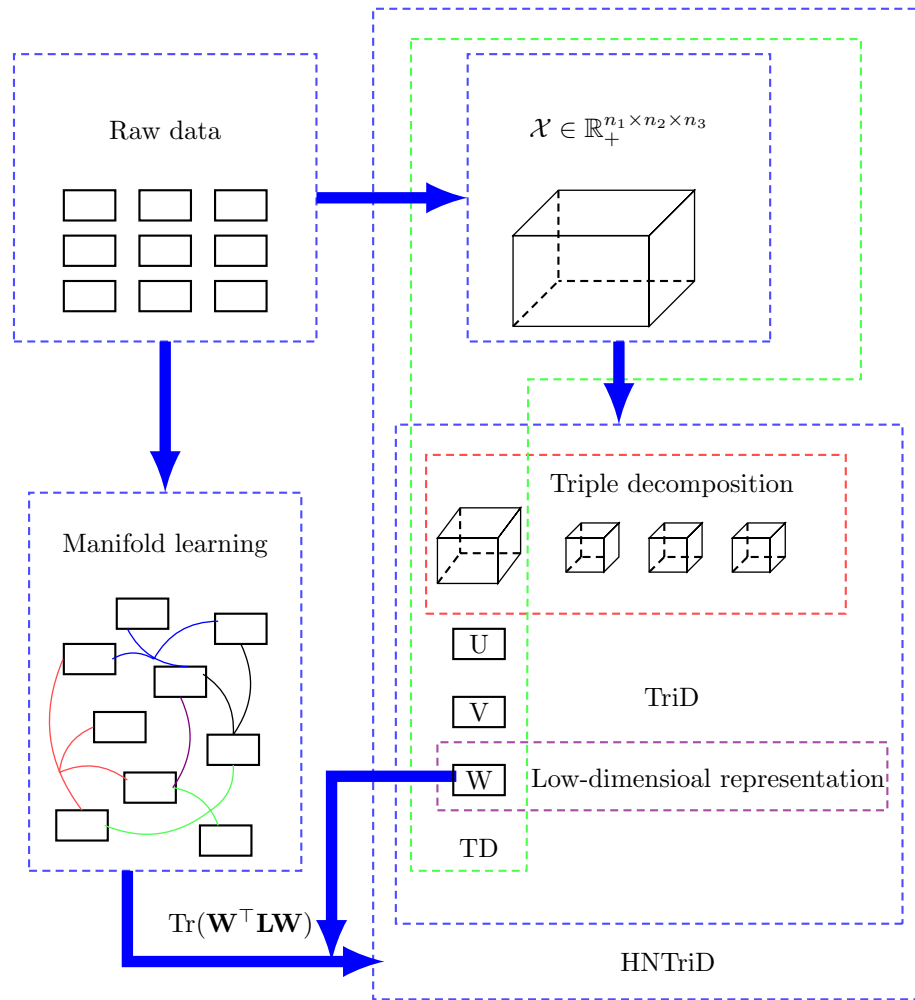 Raw data
𝒳 ∈ ℝ₊^{n₁×n₂×n₃}
Triple decomposition
Manifold learning
U
TriD
V
W
Low-dimensioal representation
TD
Tr(W^⊤LW)
HNTriD